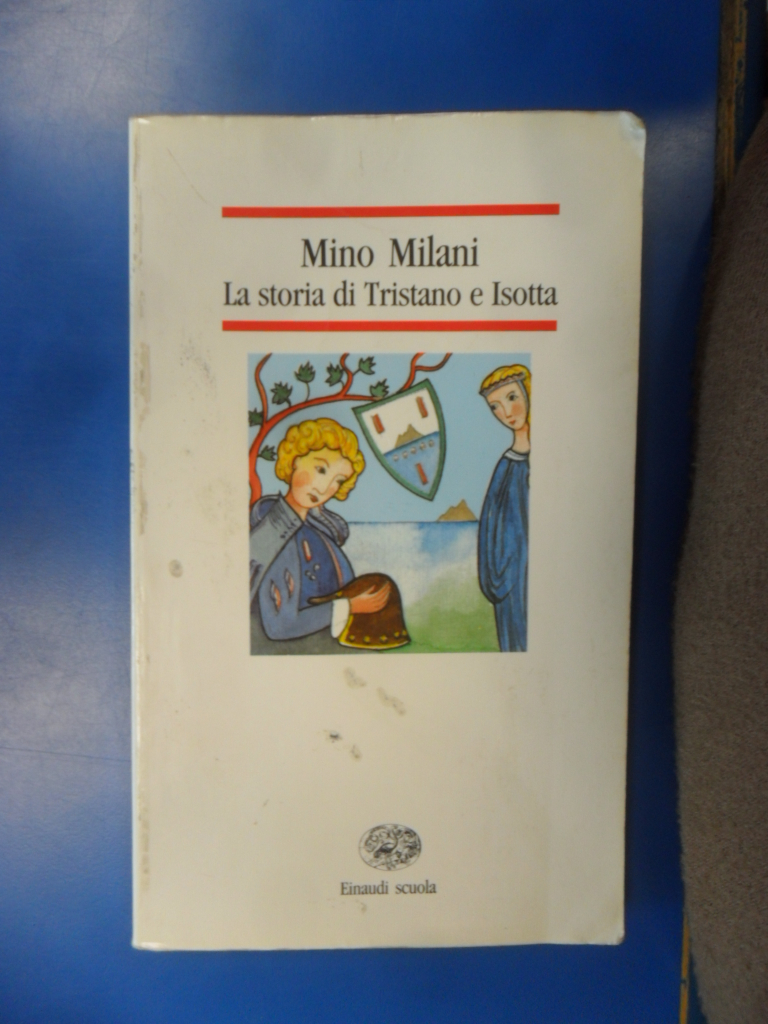 Mino Milani
La storia di Tristano e Isotta
Einaudi scuola